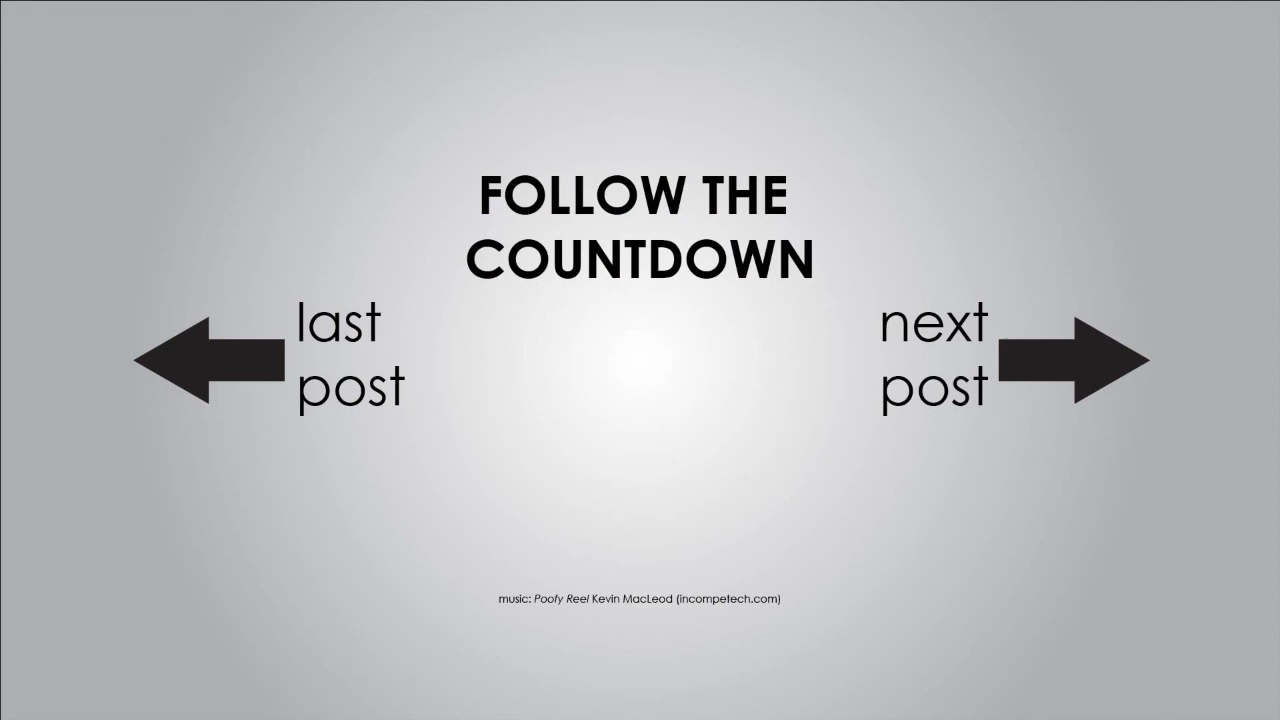 FOLLOW THE
COUNTDOWN
last
post
next
post
music: Poofy Reel Kevin MacLeod (incompetech.com)